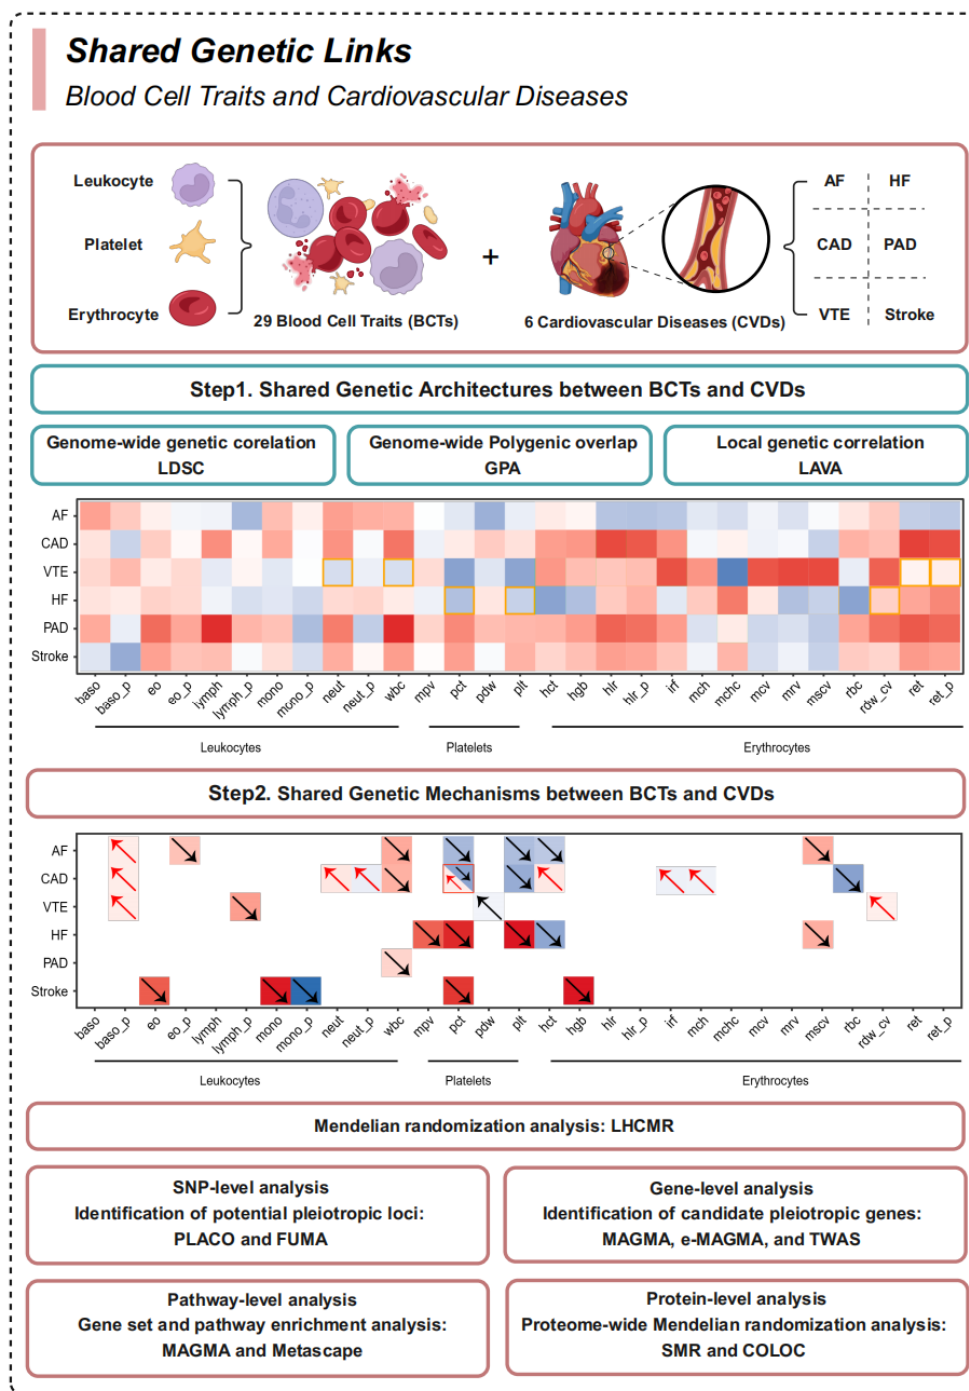 Shared Genetic Links
Blood Cell Traits and Cardiovascular Diseases
Leukocyte
Platelet
Erythrocyte
29 Blood Cell Traits (BCTs)
+
6 Cardiovascular Diseases (CVDs)
AF HF
CAD PAD
VTE Stroke
Step1. Shared Genetic Architectures between BCTs and CVDs
Genome-wide genetic corelation
LDSC
Genome-wide Polygenic overlap
GPA
Local genetic correlation
LAVA
AF
CAD
VTE
HF
PAD
Stroke
baso baso_p eo eo_p lymph lymph_p mono mono_p neut neut_p wbc mpv pct pdw plt hct hgb hlr hlr_p irf mch mchc mcv mrv mscv rbc rdw_cv ret ret_p
Leukocytes Platelets Erythrocytes
Step2. Shared Genetic Mechanisms between BCTs and CVDs
AF
CAD
VTE
HF
PAD
Stroke
baso baso_p eo eo_p lymph lymph_p mono mono_p neut neut_p wbc mpv pct pdw plt hct hgb hlr hlr_p irf mch mchc mcv mrv mscv rbc rdw_cv ret ret_p
Leukocytes Platelets Erythrocytes
Mendelian randomization analysis: LHCMR
SNP-level analysis
Identification of potential pleiotropic loci:
PLACO and FUMA
Gene-level analysis
Identification of candidate pleiotropic genes:
MAGMA, e-MAGMA, and TWAS
Pathway-level analysis
Gene set and pathway enrichment analysis:
MAGMA and Metascape
Protein-level analysis
Proteome-wide Mendelian randomization analysis:
SMR and COLOC